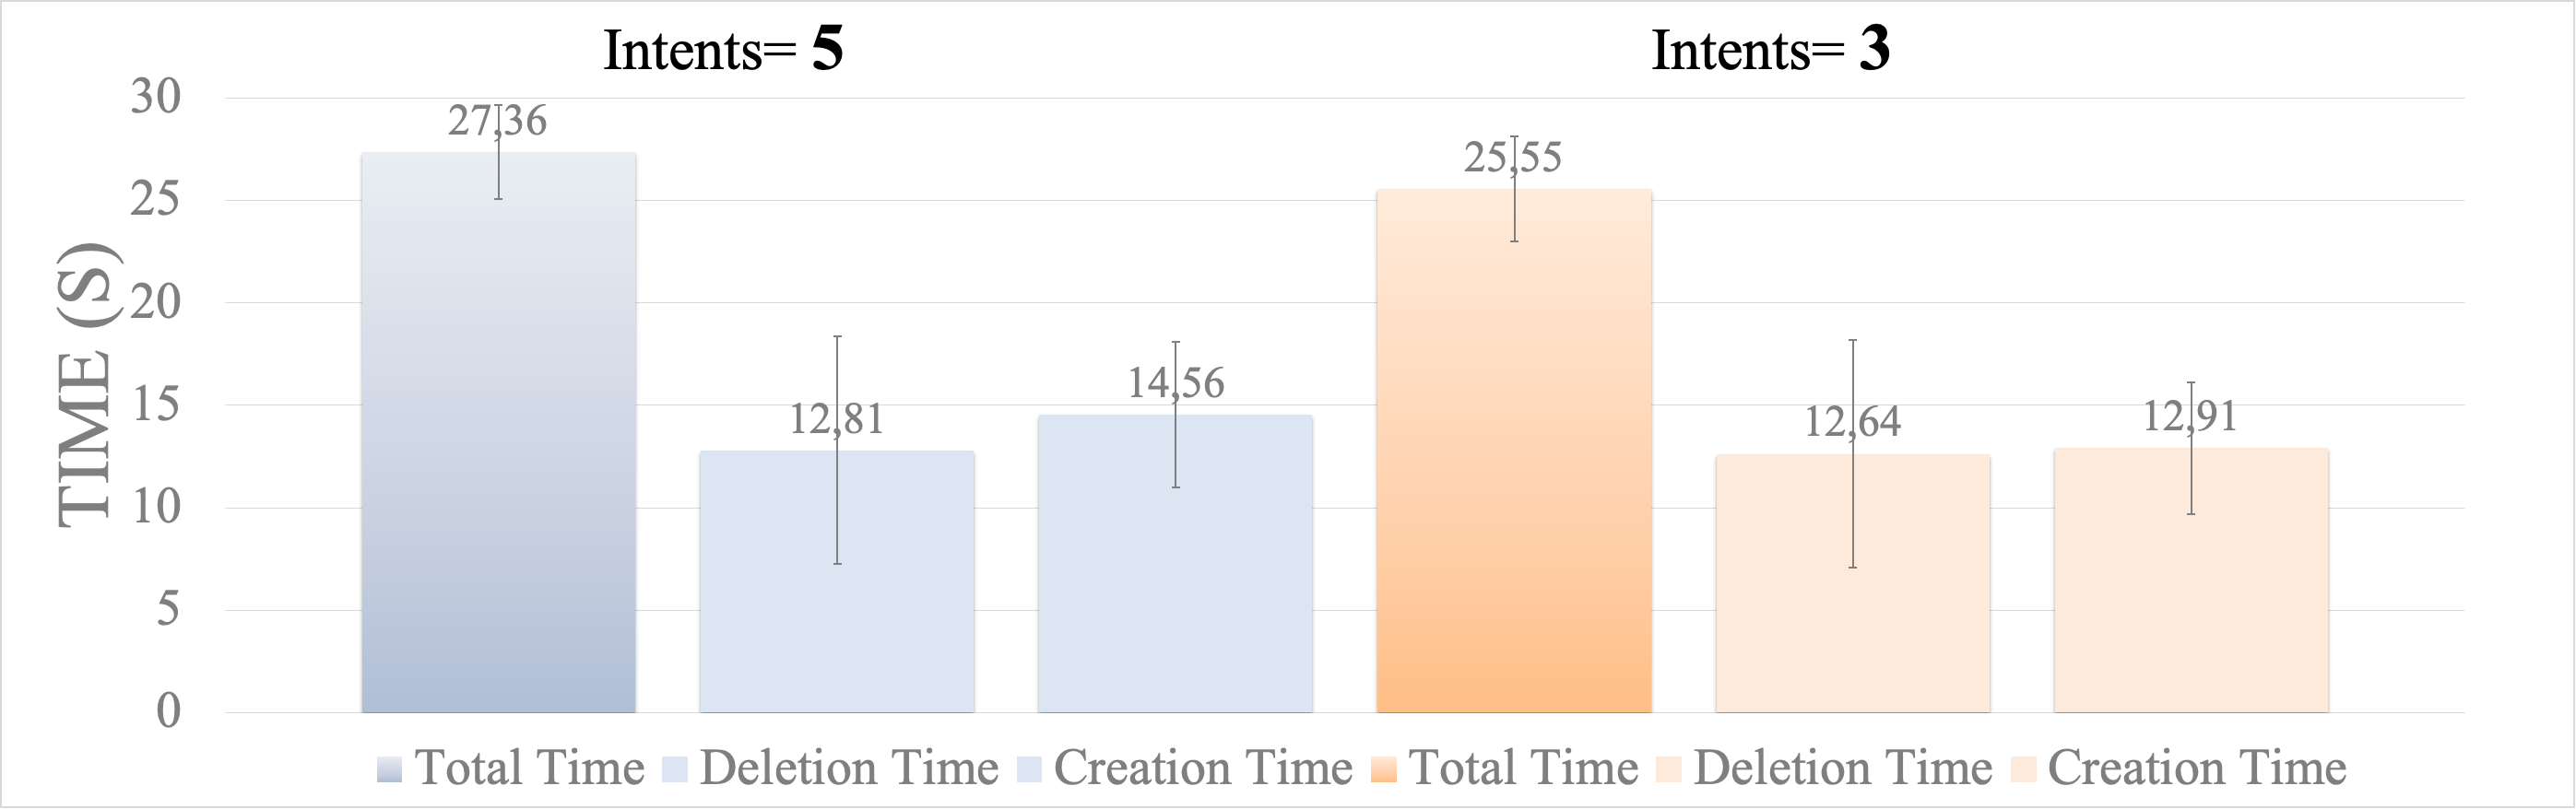 Intents= 5
Intents= 3
TIME (S)
30
25
20
15
10
5
0
27,36
12,81
14,56
25,55
12,64
12,91
Total Time
Deletion Time
Creation Time
Total Time
Deletion Time
Creation Time